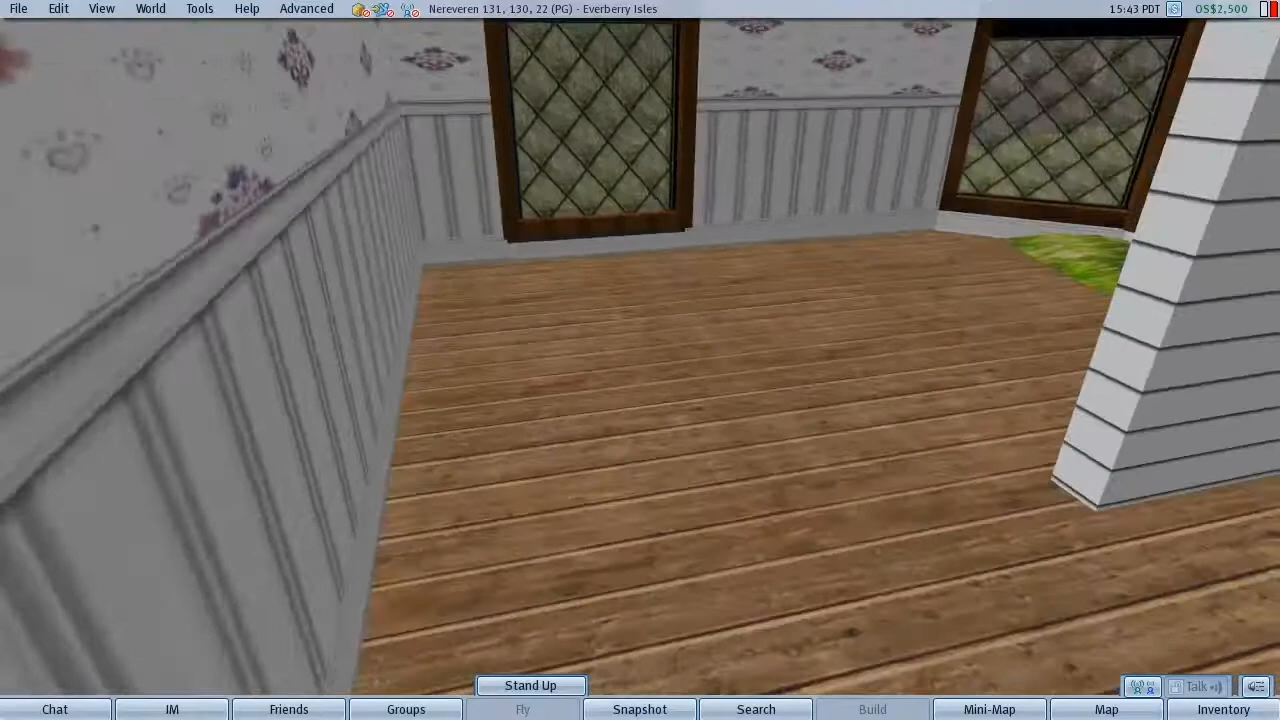 File Edit View World Tools Help Advanced Nereveren 131, 130, 22 (PG) - Everberry Isles 15:43 PDT OS$2,500
Stand Up Talk
Chat IM Friends Groups Fly Snapshot Search Build Mini-Map Map Inventory